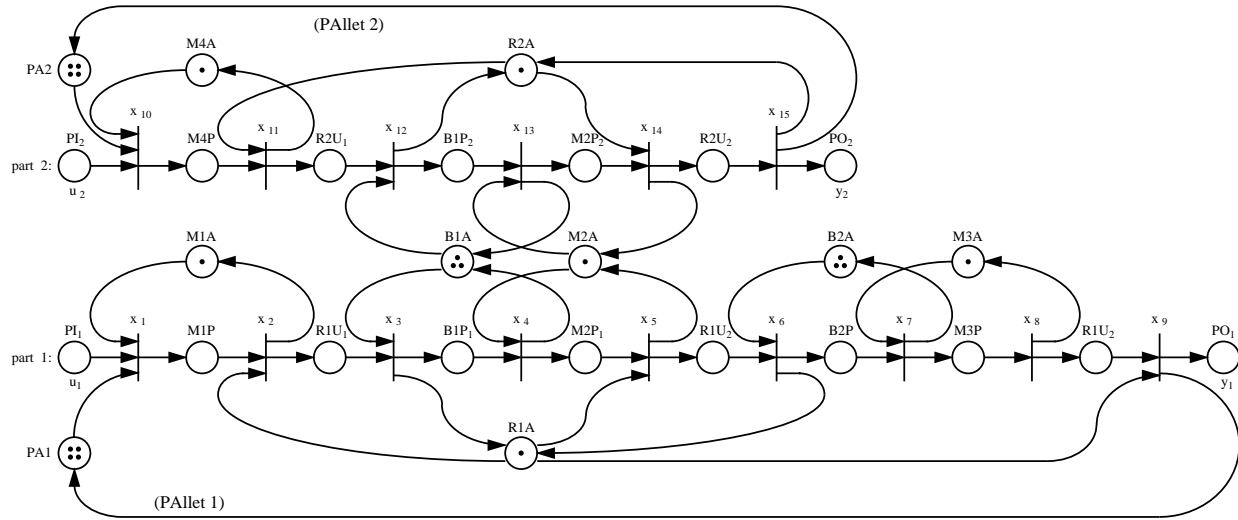 (PAllet 2)
M4A
R2A
PA2
x 10
x 11
x 12
x 13
x 14
x 15
PI2
M4P
R2U1
B1P2
M2P2
R2U2
PO2
part 2:
u 2
y2
M1A
B1A
M2A
B2A
M3A
PI1
x 1
M1P
x 2
R1U1
x 3
B1P1
x 4
M2P1
x 5
R1U2
x 6
B2P
x 7
M3P
x 8
R1U2
x 9
PO1
part 1:
u1
y1
R1A
PA1
(PAllet 1)